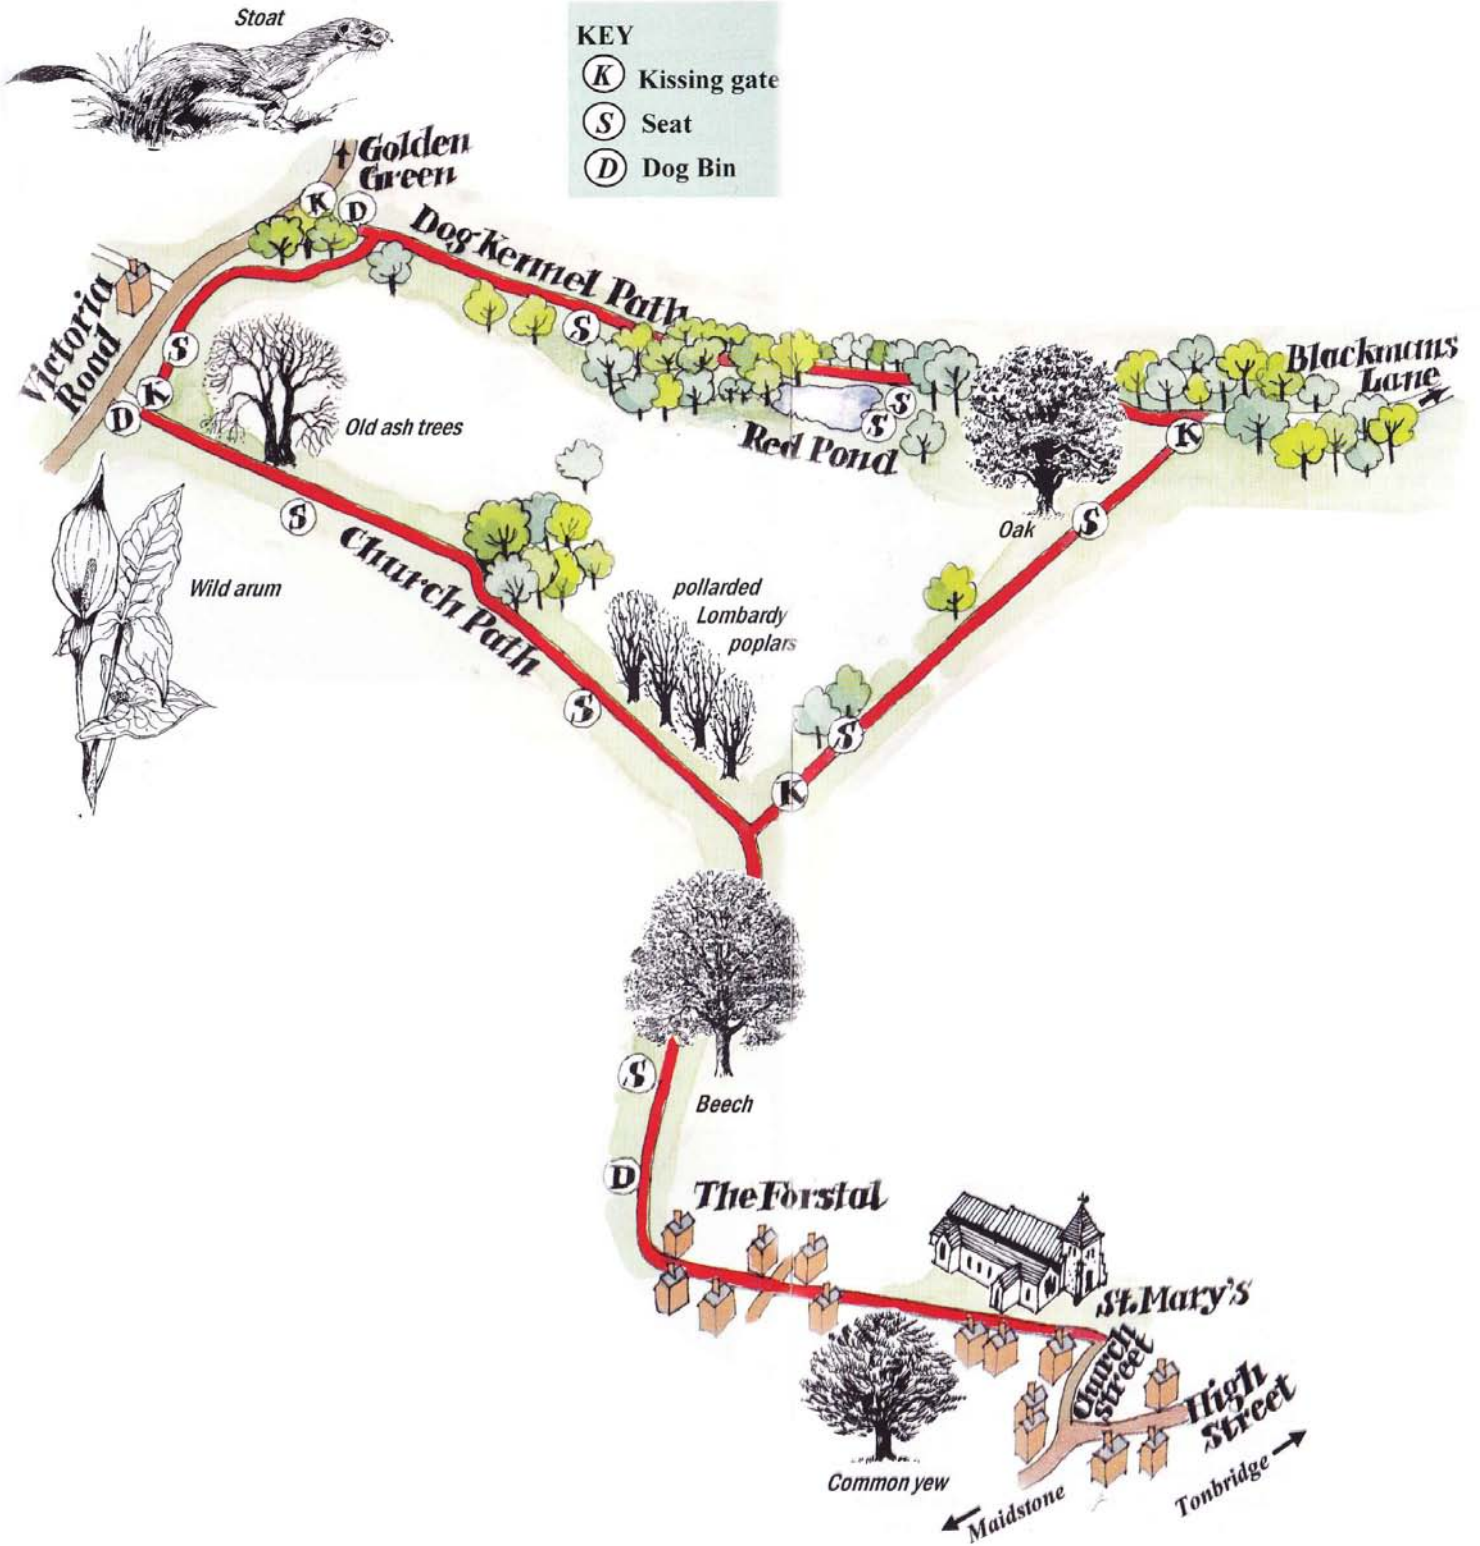 Stoat
KEY
K Kissing gate
S Seat
D Dog Bin
Golden
Green
K
D
Dog Kennel Path
Victoria
Road
S
S
K
D
Blackmans
Lane
S
S
Red Pond
K
Old ash trees
S
S
Oak
Church Path
Wild arum
pollarded
Lombardy
poplars
S
S
K
S
Beech
D
The Forstal
St. Mary's
Church
Street
High
Street
Common yew
Maidstone
Tonbridge